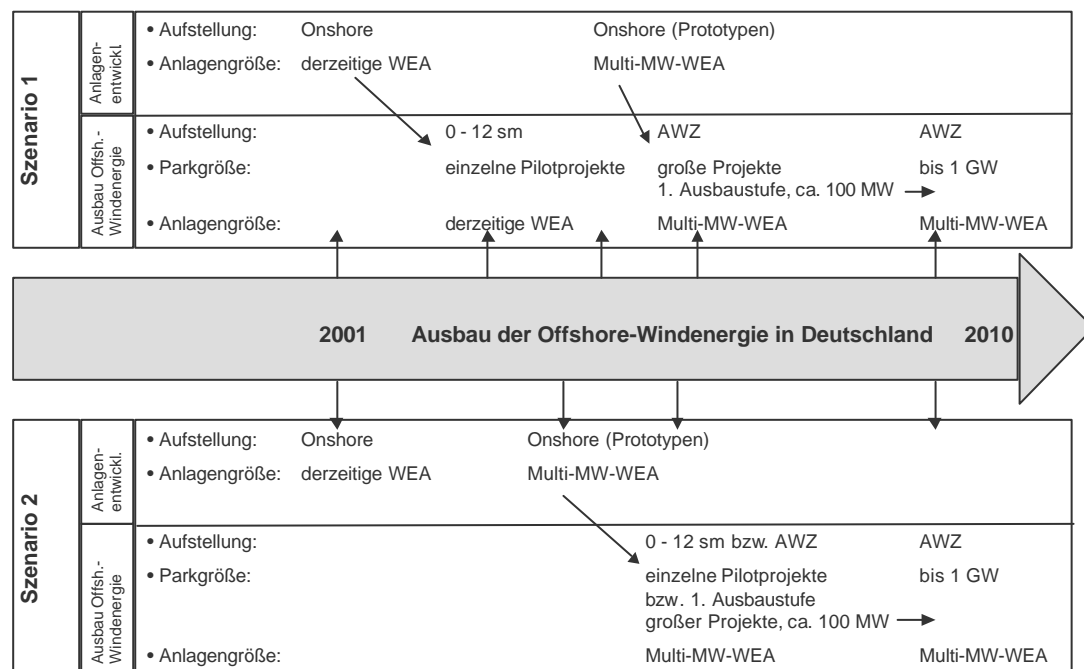 Szenario 1
Anlagen-
entwickl.
• Aufstellung: Onshore Onshore (Prototypen)
• Anlagengröße: derzeitige WEA Multi-MW-WEA
Ausbau Offsh.-
Windenergie
• Aufstellung: 0 - 12 sm AWZ AWZ
• Parkgröße: einzelne Pilotprojekte große Projekte bis 1 GW
1. Ausbaustufe, ca. 100 MW
• Anlagengröße: derzeitige WEA Multi-MW-WEA Multi-MW-WEA
2001 Ausbau der Offshore-Windenergie in Deutschland 2010
Szenario 2
Anlagen-
entwickl.
• Aufstellung: Onshore Onshore (Prototypen)
• Anlagengröße: derzeitige WEA Multi-MW-WEA
Ausbau Offsh.-
Windenergie
• Aufstellung: 0 - 12 sm bzw. AWZ AWZ
• Parkgröße: einzelne Pilotprojekte bis 1 GW
bzw. 1. Ausbaustufe
großer Projekte, ca. 100 MW
• Anlagengröße: Multi-MW-WEA Multi-MW-WEA